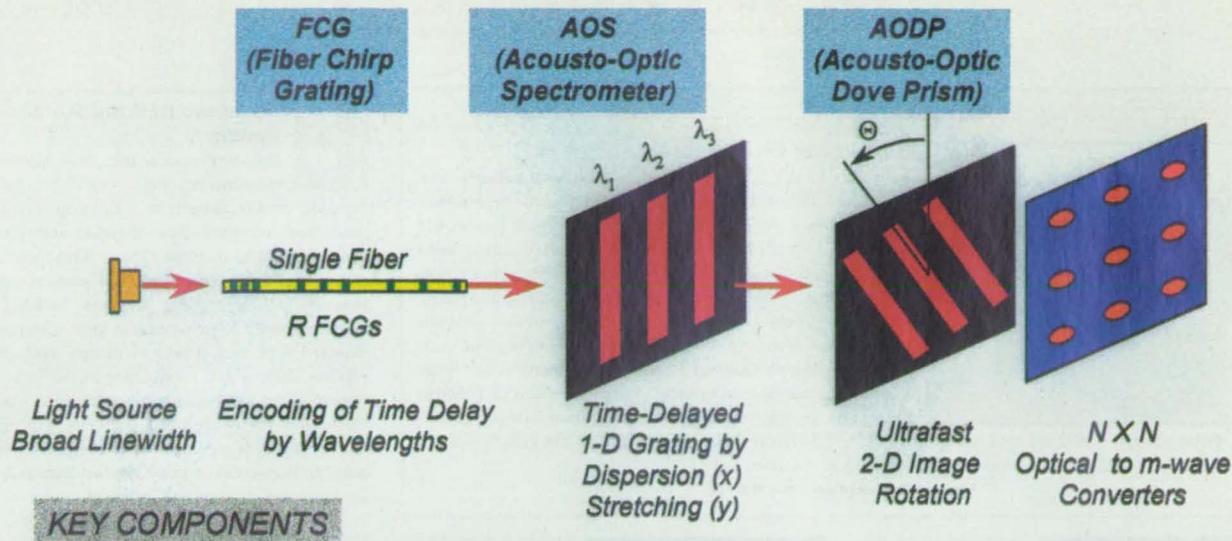 FCG
(Fiber Chirp
Grating)
AOS
(Acousto-Optic
Spectrometer)
AODP
(Acousto-Optic
Dove Prism)
Θ
λ1
λ2
λ3
Single Fiber
R FCGs
Light Source
Broad Linewidth
Encoding of Time Delay
by Wavelengths
Time-Delayed
1-D Grating by
Dispersion (x)
Stretching (y)
Ultrafast
2-D Image
Rotation
N X N
Optical to m-wave
Converters
KEY COMPONENTS